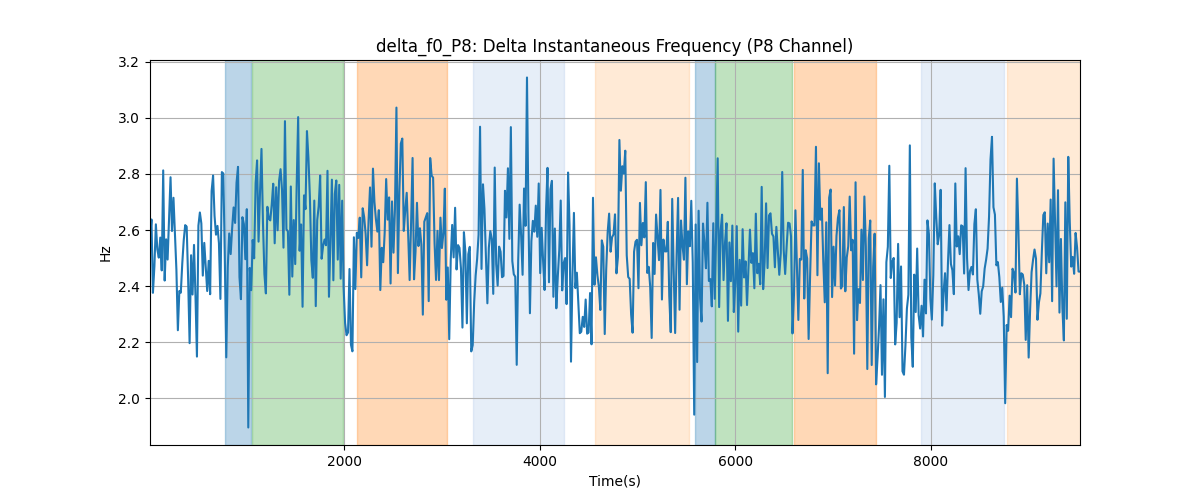 delta_f0_P8: Delta Instantaneous Frequency (P8 Channel)
3.2
3.0
2.8
2.6
2.4
2.2
2.0
Hz
2000 4000 6000 8000
Time(s)